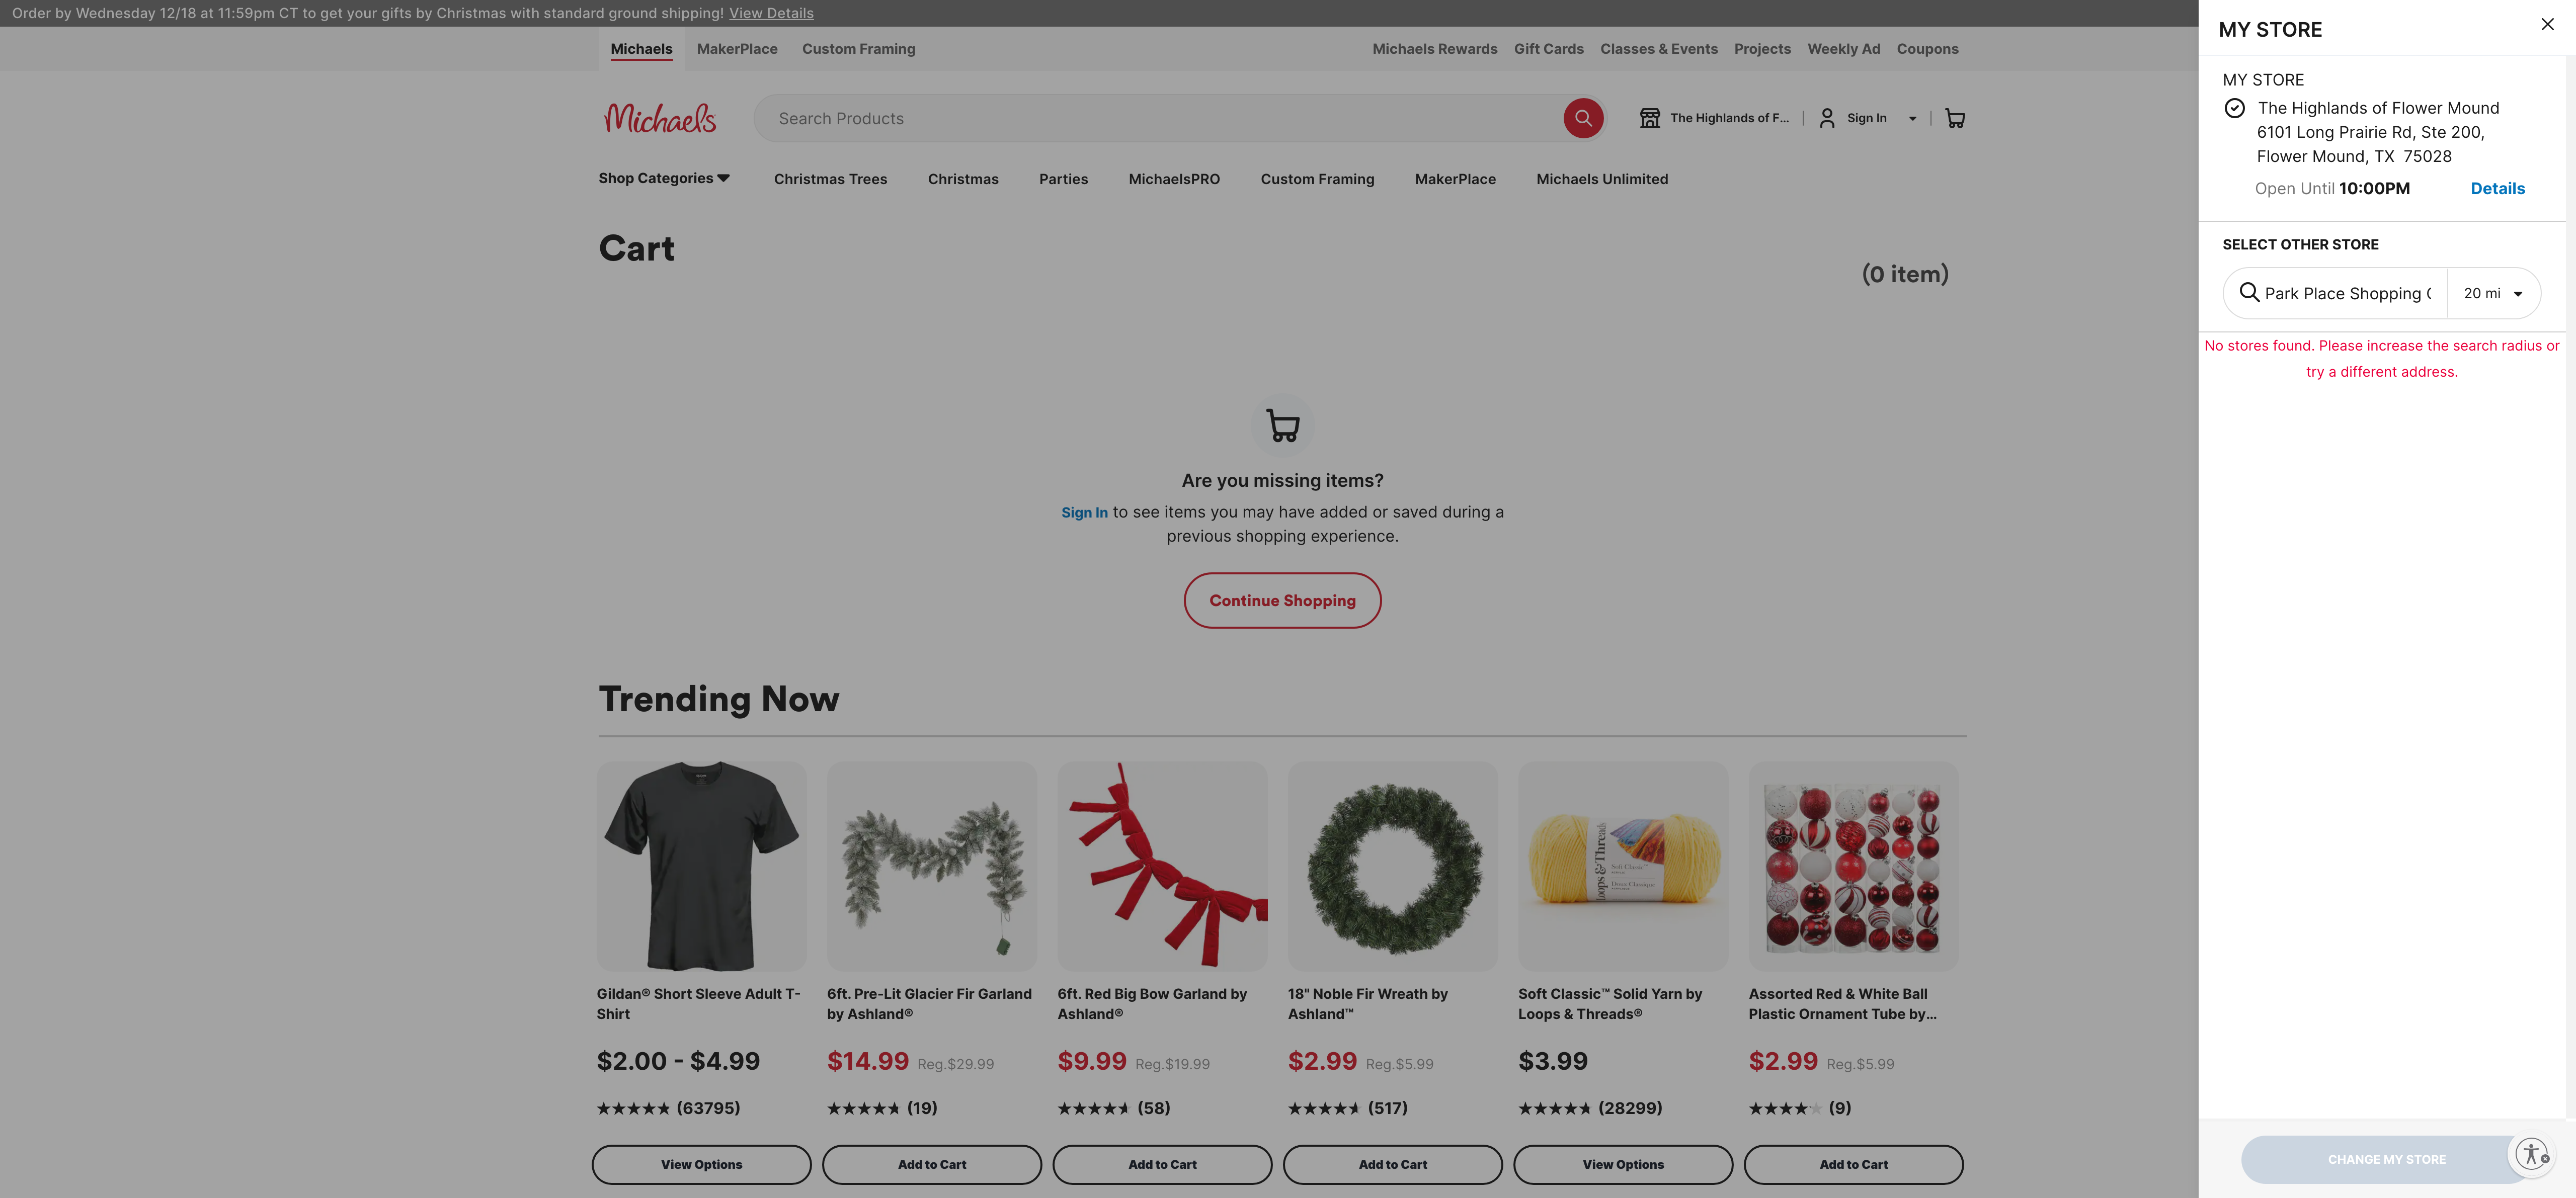 Order by Wednesday 12/18 at 11:59pm CT to get your gifts by Christmas with standard ground shipping! View Details
Michaels MakerPlace Custom Framing Michaels Rewards Gift Cards Classes & Events Projects Weekly Ad Coupons
Michaels Search Products The Highlands of F... Sign In
Shop Categories Christmas Trees Christmas Parties MichaelsPRO Custom Framing MakerPlace Michaels Unlimited
Cart
(0 item)
Are you missing items?
Sign In to see items you may have added or saved during a
previous shopping experience.
Continue Shopping
Trending Now
Loops & Threads
Soft Classic™
Gildan® Short Sleeve Adult T-
Shirt
$2.00 - $4.99
(63795)
View Options
6ft. Pre-Lit Glacier Fir Garland
by Ashland®
$14.99 Reg.$29.99
(19)
Add to Cart
6ft. Red Big Bow Garland by
Ashland®
$9.99 Reg.$19.99
(58)
Add to Cart
18" Noble Fir Wreath by
Ashland™
$2.99 Reg.$5.99
(517)
Add to Cart
Soft Classic™ Solid Yarn by
Loops & Threads®
$3.99
(28299)
View Options
Assorted Red & White Ball
Plastic Ornament Tube by...
$2.99 Reg.$5.99
(9)
Add to Cart
MY STORE
MY STORE
The Highlands of Flower Mound
6101 Long Prairie Rd, Ste 200,
Flower Mound, TX 75028
Open Until 10:00PM Details
SELECT OTHER STORE
Park Place Shopping 20 mi
No stores found. Please increase the search radius or
try a different address.
CHANGE MY STORE